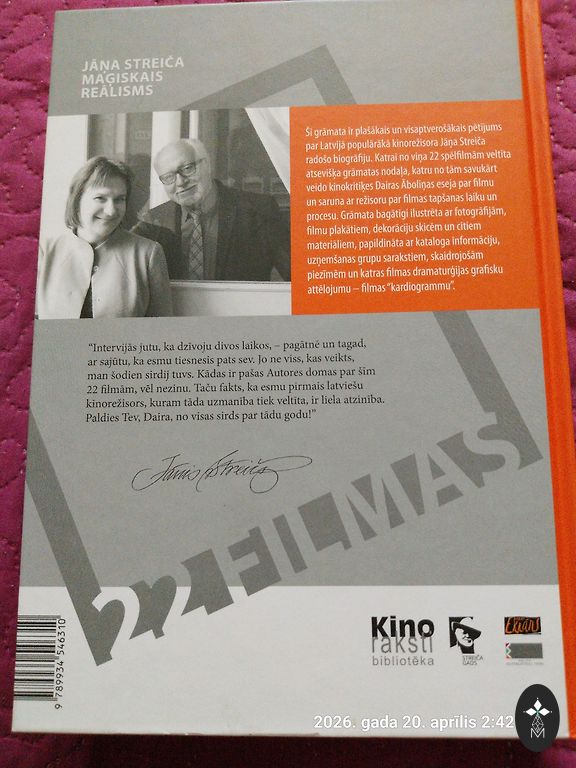 JĀŅA STREIČA
MAĢISKAIS
REĀLISMS
Šī grāmata ir plašākais un visaptverošākais pētījums
par Latvijā populārākā kinorežisora Jāņa Streiča
radošo biogrāfiju. Katrai no viņa 22 spēlfilmām veltīta
atsevišķa grāmatas nodaļa, katru no tām savukārt
veido kinokritiķes Dairas Āboliņas eseja par filmu
un saruna ar režisoru par filmas tapšanas laiku un
procesu. Grāmata bagātīgi ilustrēta ar fotogrāfijām,
filmu plakātiem, dekorāciju skicēm un citiem
materiāliem, papildināta ar kataloga informāciju,
uzņemšanas grupu sarakstiem, skaidrojošām
piezīmēm un katras filmas dramaturģijas grafisku
attēlojumu – filmas “kardiogrammu”.
“Intervijās jutu, ka dzīvoju divos laikos, – pagātnē un tagad,
ar sajūtu, ka esmu tiesnesis pats sev. Jo ne viss, kas veikts,
man šodien sirdij tuvs. Kādas ir pašas Autores domas par šīm
22 filmām, vēl nezinu. Taču fakts, ka esmu pirmais latviešu
kinorežisors, kuram tāda uzmanība tiek veltīta, ir liela atzinība.
Paldies Tev, Daira, no visas sirds par tādu godu!”
Jānis Streičs
22 FILMAS
Kino
raksti
bibliotēka
STREIČA
GADS
9 789934 546310
2026. gada 20. aprīlis 2:42